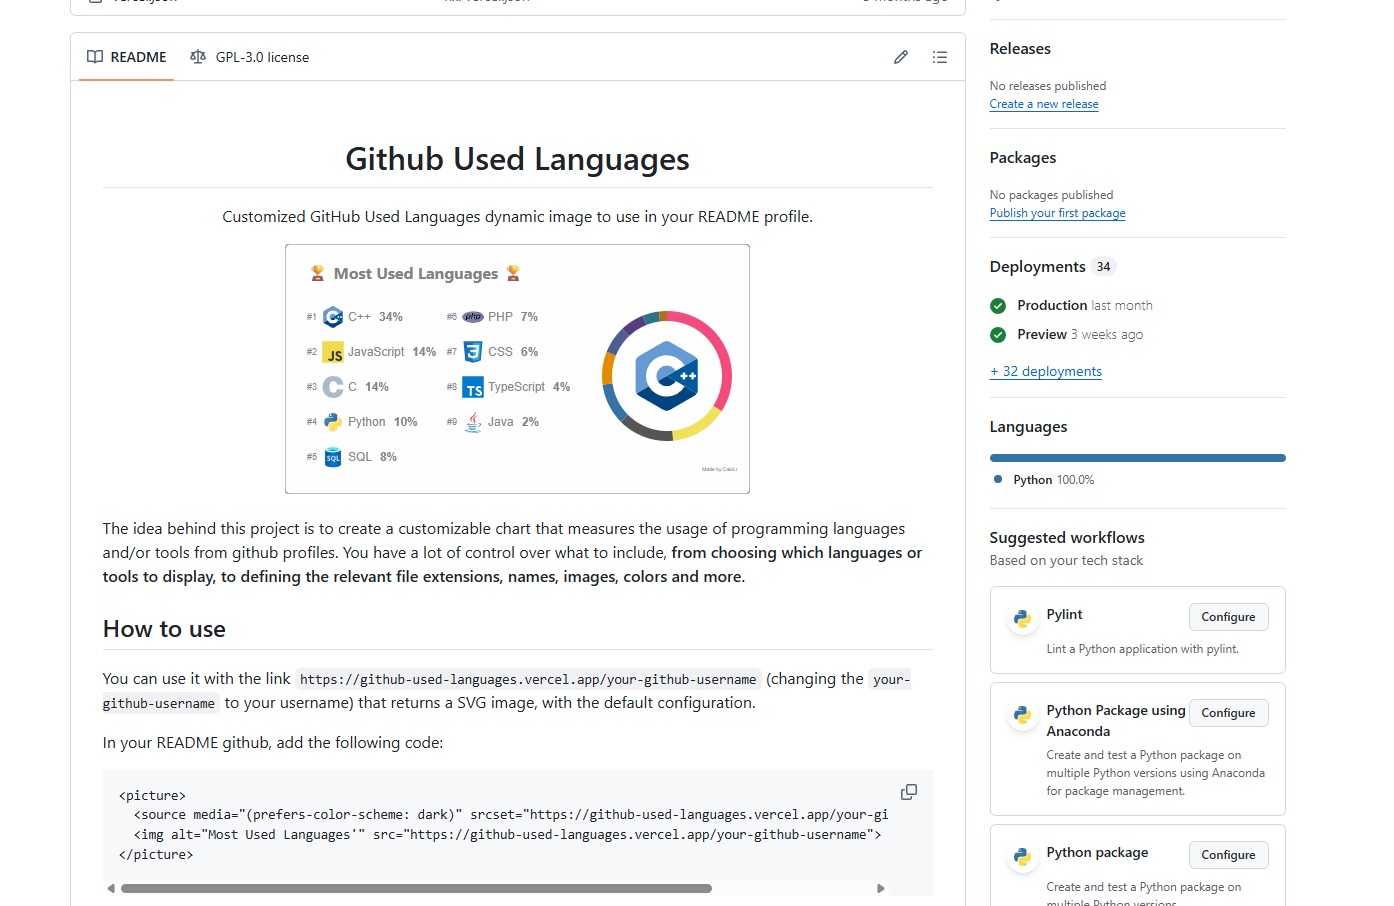 README
GPL-3.0 license
Github Used Languages
Customized GitHub Used Languages dynamic image to use in your README profile.
🏆 Most Used Languages 🏆
#1 C++ 34%
#2 JS JavaScript 14%
#3 C 14%
#4 Python 10%
#5 SQL SQL 8%
#6 php PHP 7%
#7 CSS 6%
#8 TS TypeScript 4%
#9 Java 2%
++
Made by
The idea behind this project is to create a customizable chart that measures the usage of programming languages
and/or tools from github profiles. You have a lot of control over what to include, from choosing which languages or
tools to display, to defining the relevant file extensions, names, images, colors and more.
How to use
You can use it with the link https://github-used-languages.vercel.app/your-github-username (changing the your-
github-username to your username) that returns a SVG image, with the default configuration.
In your README github, add the following code:
<picture>
<source media="(prefers-color-scheme: dark)" srcset="https://github-used-languages.vercel.app/your-gi
<img alt="Most Used Languages'" src="https://github-used-languages.vercel.app/your-github-username">
</picture>
Releases
No releases published
Create a new release
Packages
No packages published
Publish your first package
Deployments 34
Production last month
Preview 3 weeks ago
+ 32 deployments
Languages
Python 100.0%
Suggested workflows
Based on your tech stack
Pylint
Configure
Lint a Python application with pylint.
Python Package using
Anaconda
Configure
Create and test a Python package on
multiple Python versions using Anaconda
for package management.
Python package
Configure
Create and test a Python package on
multiple Python versions.